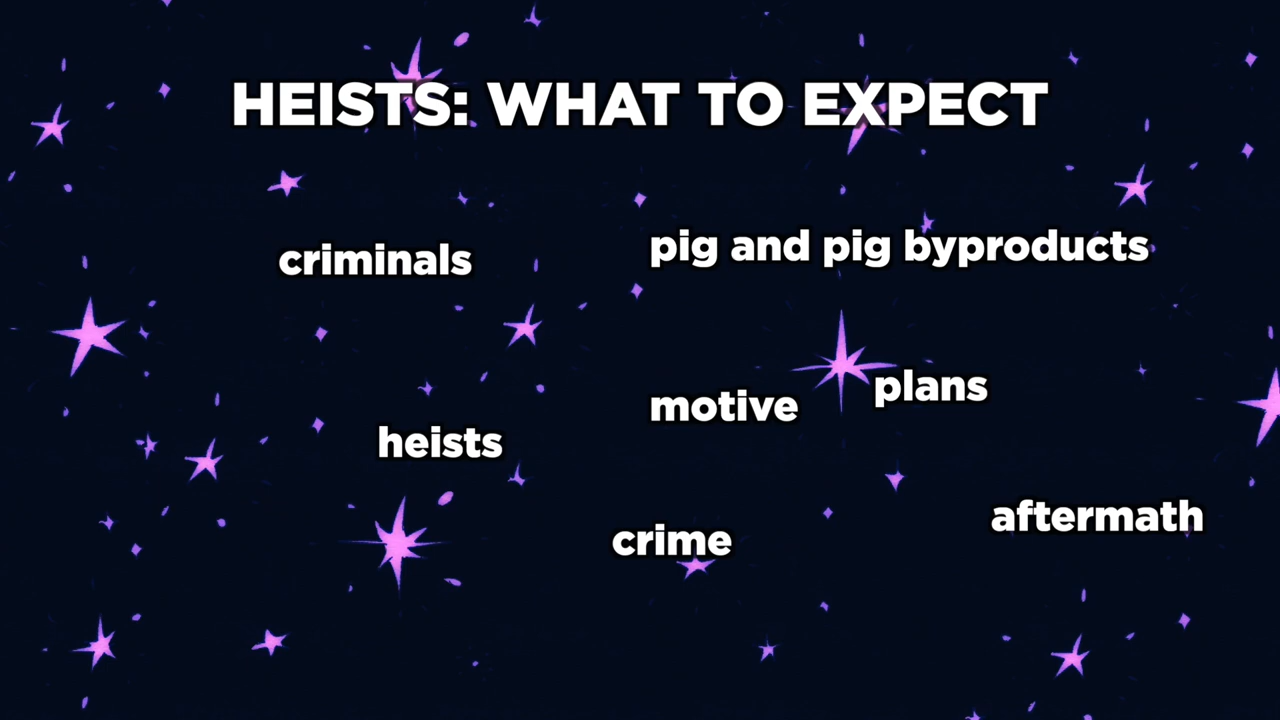 HEISTS: WHAT TO EXPECT
criminals
pig and pig byproducts
motive
plans
heists
crime
aftermath